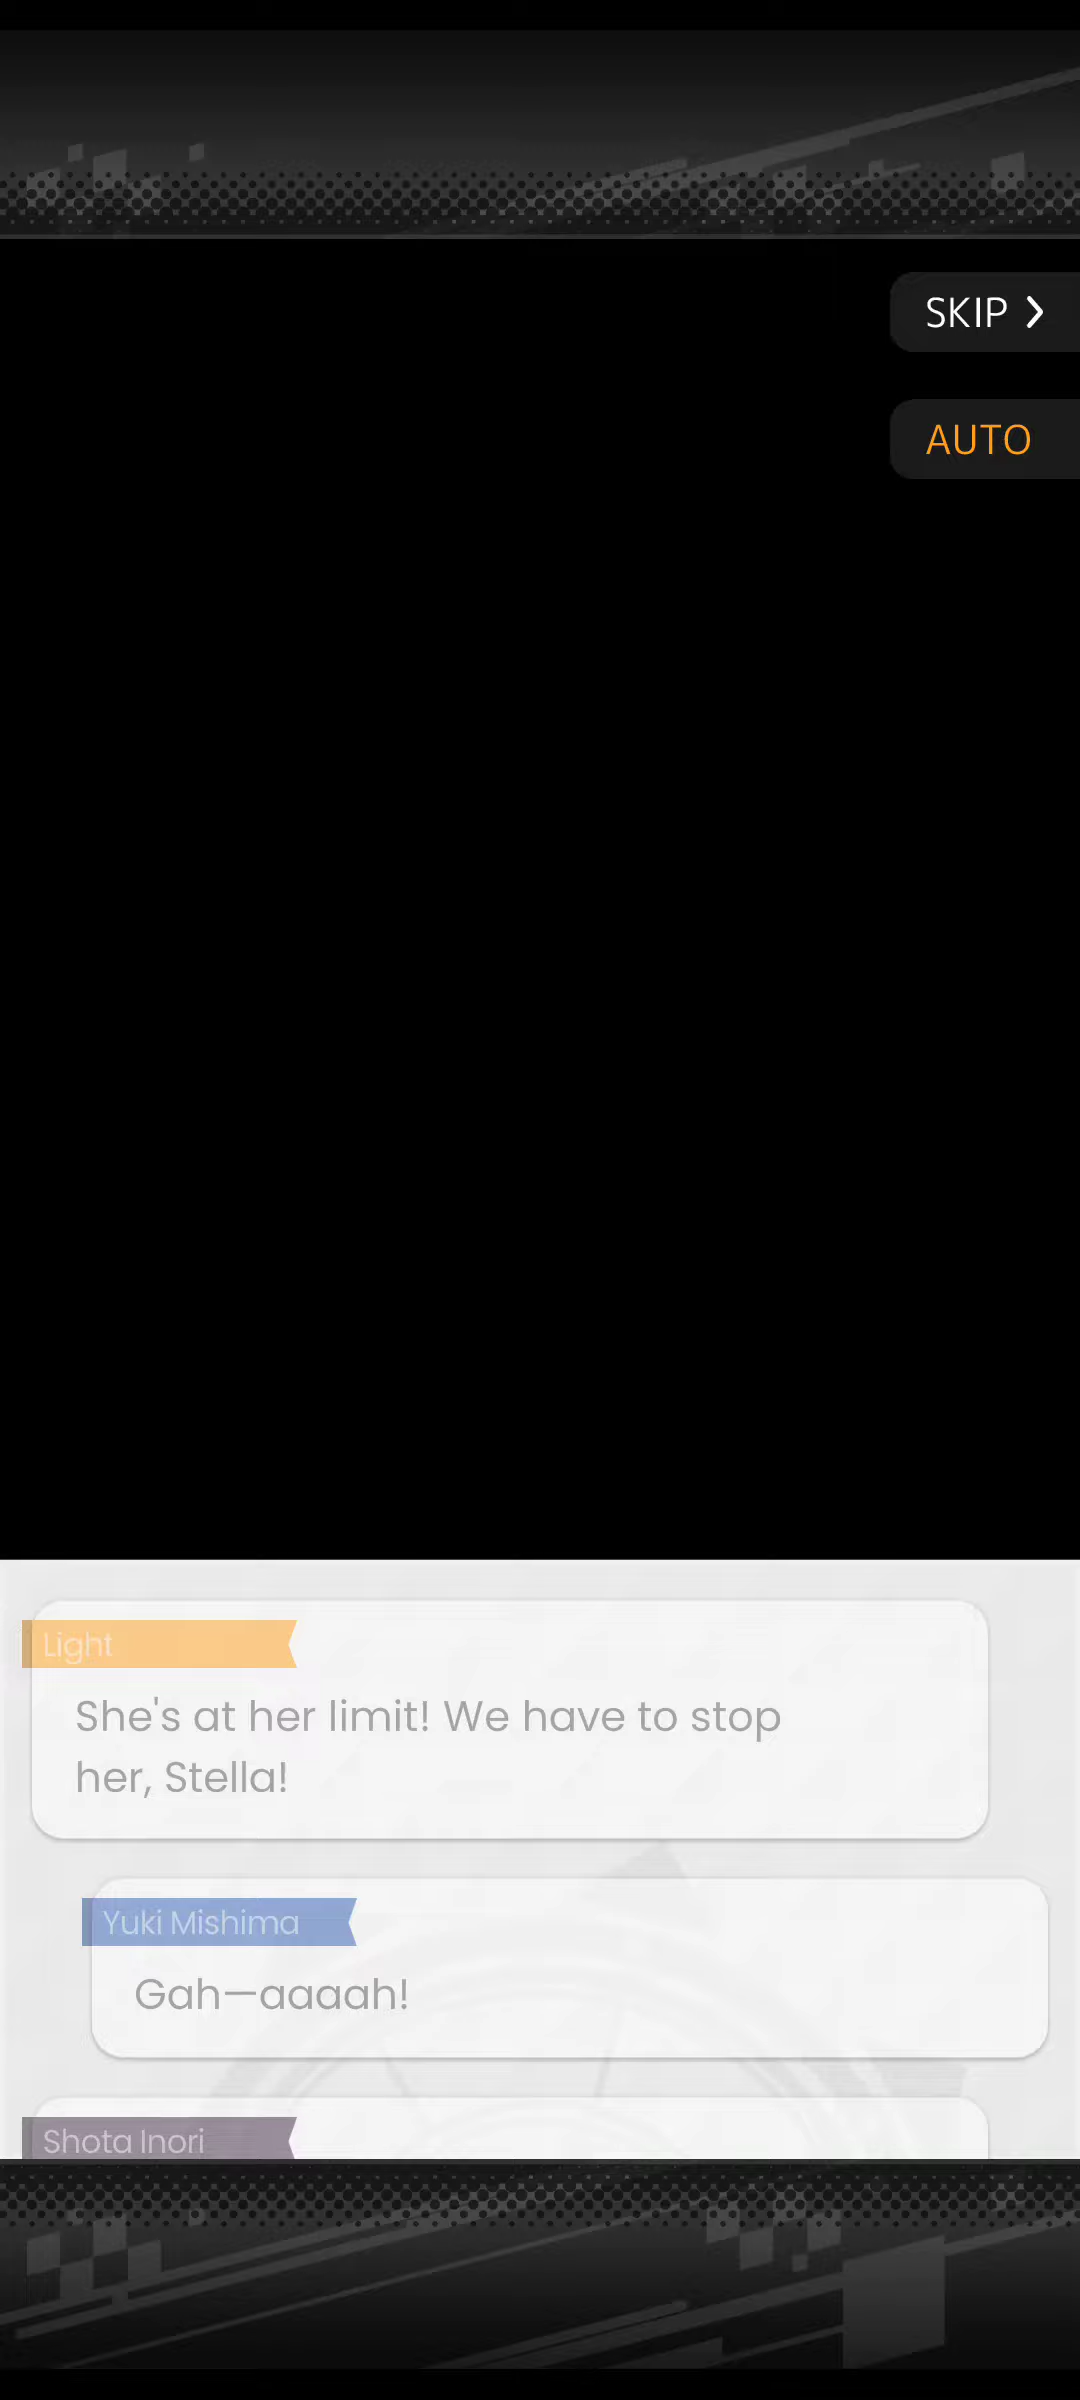 SKIP
AUTO
Light
She's at her limit! We have to stop
her, Stella!
Yuki Mishima
Gah—aaaah!
Shota Inori